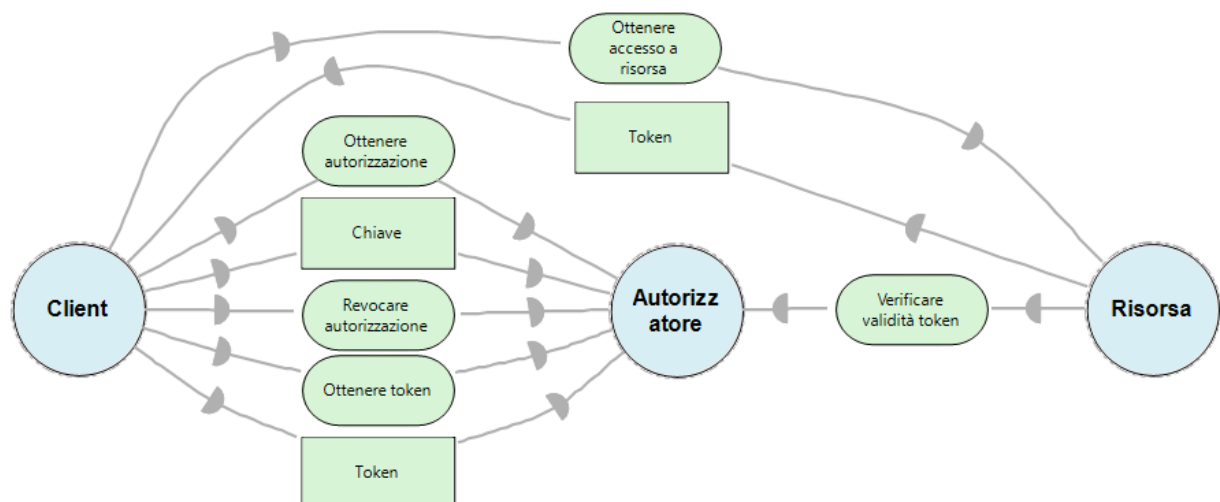 Ottenere
accesso a
risorsa
Token
Ottenere
autorizzazione
Chiave
Client
Revocare
autorizzazione
Autorizz
atore
Verificare
validità token
Risorsa
Ottenere token
Token